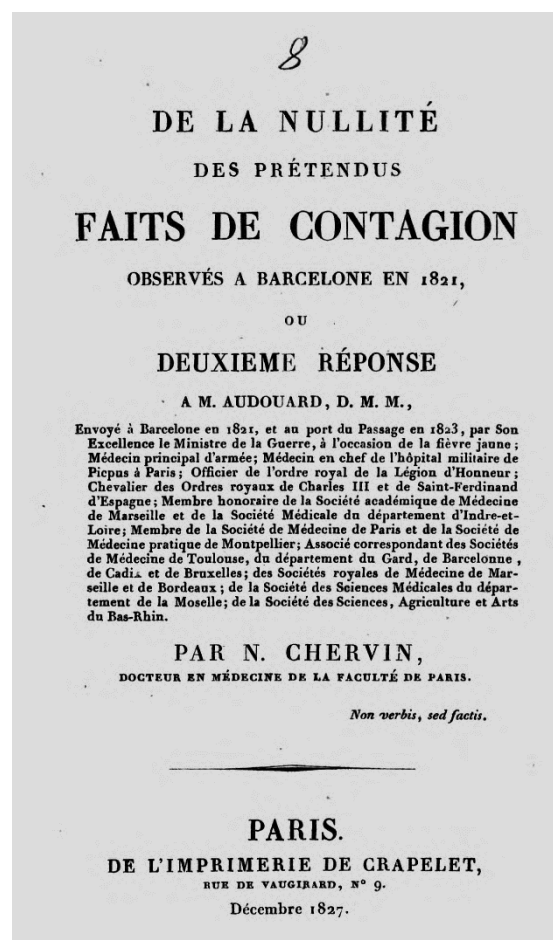 8
DE LA NULLITÉ
DES PRÉTENDUS
FAITS DE CONTAGION
OBSERVÉS A BARCELONE EN 1821,
OU
DEUXIEME RÉPONSE
A M. AUDOUARD, D. M. M.,
Envoyé à Barcelone en 1821, et au port du Passage en 1823, par Son
Excellence le Ministre de la Guerre, à l'occasion de la fièvre jaune ;
Médecin principal d'armée; Médecin en chef de l'hôpital militaire de
Picpus à Paris; Officier de l'ordre royal de la Légion d'Honneur ;
Chevalier des Ordres royaux de Charles III et de Saint-Ferdinand
d'Espagne; Membre honoraire de la Société académique de Médecine
de Marseille et de la Société Médicale du département d'Indre-et-
Loire; Membre de la Société de Médecine de Paris et de la Société de
Médecine pratique de Montpellier; Associé correspondant des Sociétés
de Médecine de Toulouse, du département du Gard, de Barcelonne ,
de Cadix et de Bruxelles; des Sociétés royales de Médecine de Mar-
seille et de Bordeaux ; de la Société des Sciences Médicales du dépar-
tement de la Moselle; de la Société des Sciences, Agriculture et Arts
du Bas-Rhin.
PAR N. CHERVIN,
DOCTEUR EN MÉDECINE DE LA FACULTÉ DE PARIS.
Non verbis, sed factis.
PARIS.
DE L'IMPRIMERIE DE CRAPELET,
RUE DE VAUGIRARD, N° 9.
Décembre 1827.